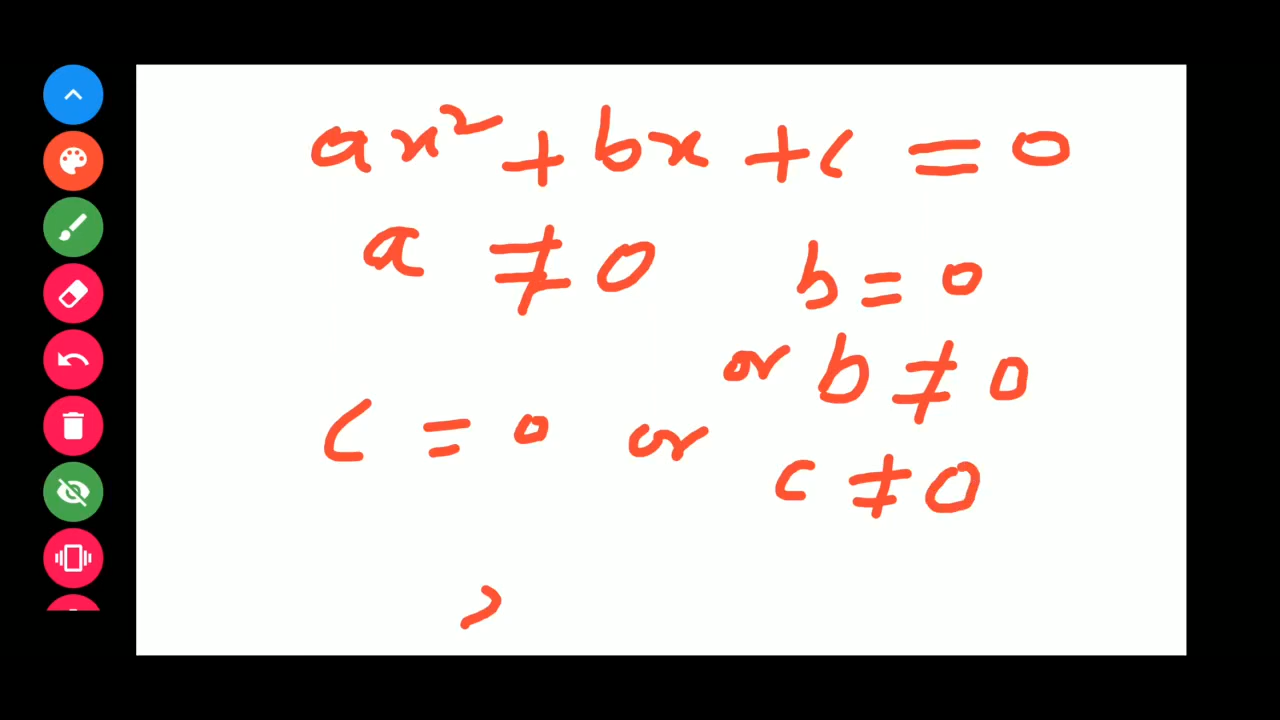 ax² + bx + c = 0
a ≠ 0 b = 0
or b ≠ 0
c = 0 or c ≠ 0